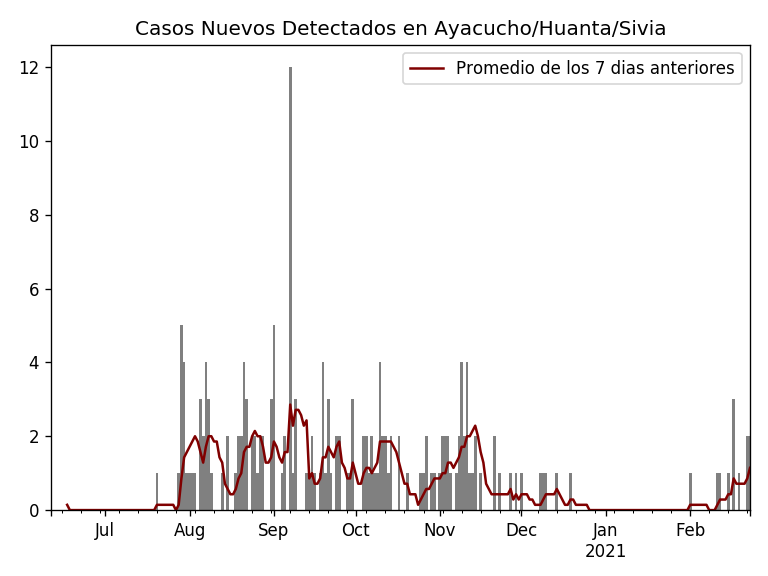 Casos Nuevos Detectados en Ayacucho/Huanta/Sivia
Promedio de los 7 dias anteriores
12
10
8
6
4
2
0
Jul Aug Sep Oct Nov Dec Jan Feb
2021